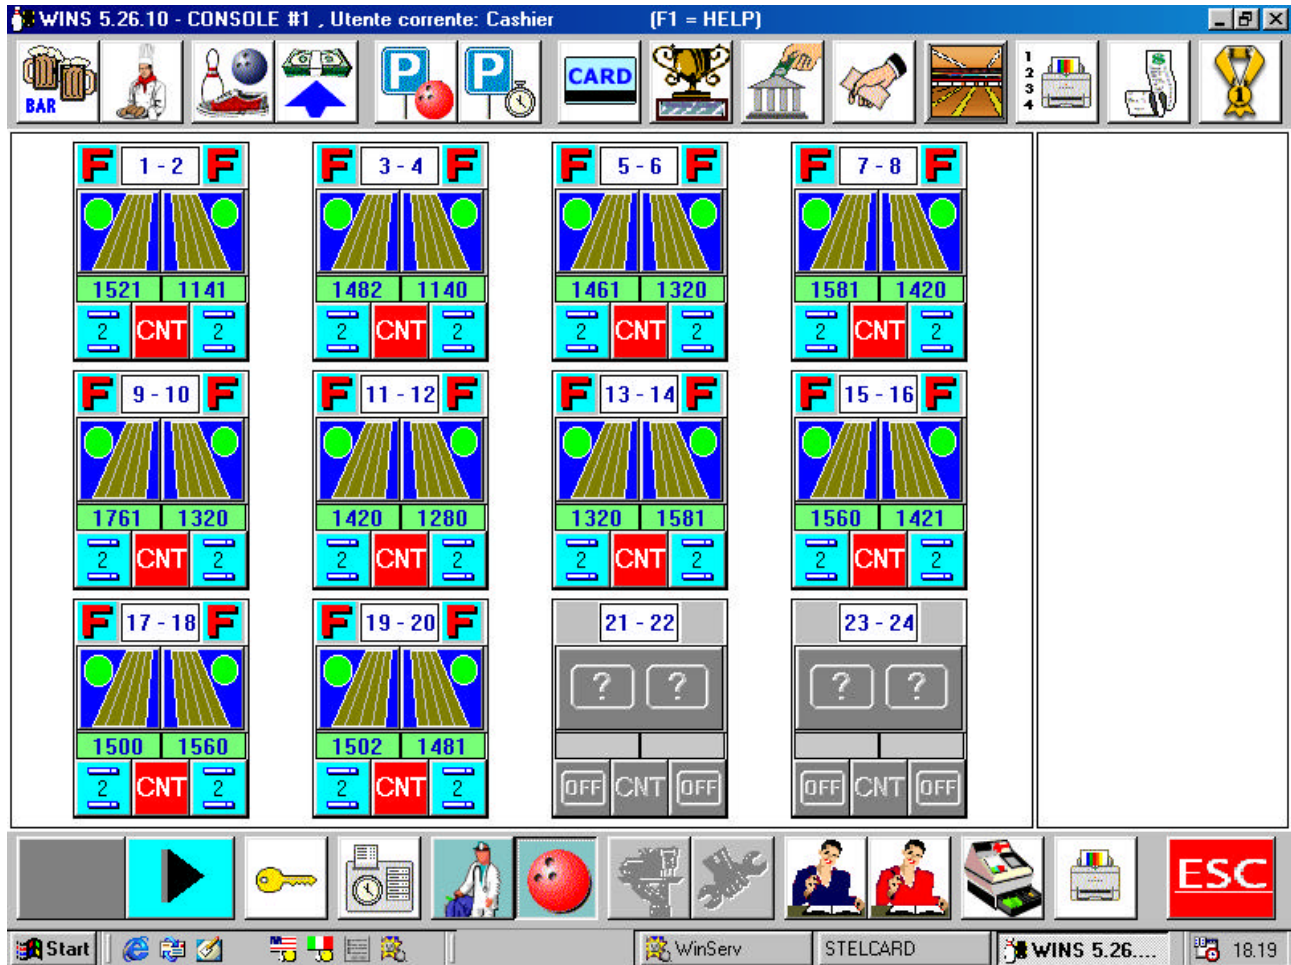 WINS 5.26.10 - CONSOLE #1 , Utente corrente: Cashier (F1 = HELP)
BAR P P CARD 1 2 3 4 $ 1
F 1 - 2 F F 3 - 4 F F 5 - 6 F F 7 - 8 F
1521 1141 1482 1140 1461 1320 1581 1420
2 CNT 2 2 CNT 2 2 CNT 2 2 CNT 2
F 9 - 10 F F 11 - 12 F F 13 - 14 F F 15 - 16 F
1761 1320 1420 1280 1320 1581 1560 1421
2 CNT 2 2 CNT 2 2 CNT 2 2 CNT 2
F 17 - 18 F F 19 - 20 F 21 - 22 23 - 24
? ? ? ?
1500 1560 1502 1481
2 CNT 2 2 CNT 2 OFF CNT OFF OFF CNT OFF
ESC
Start WinServ STELCARD WINS 5.26.... 18.19